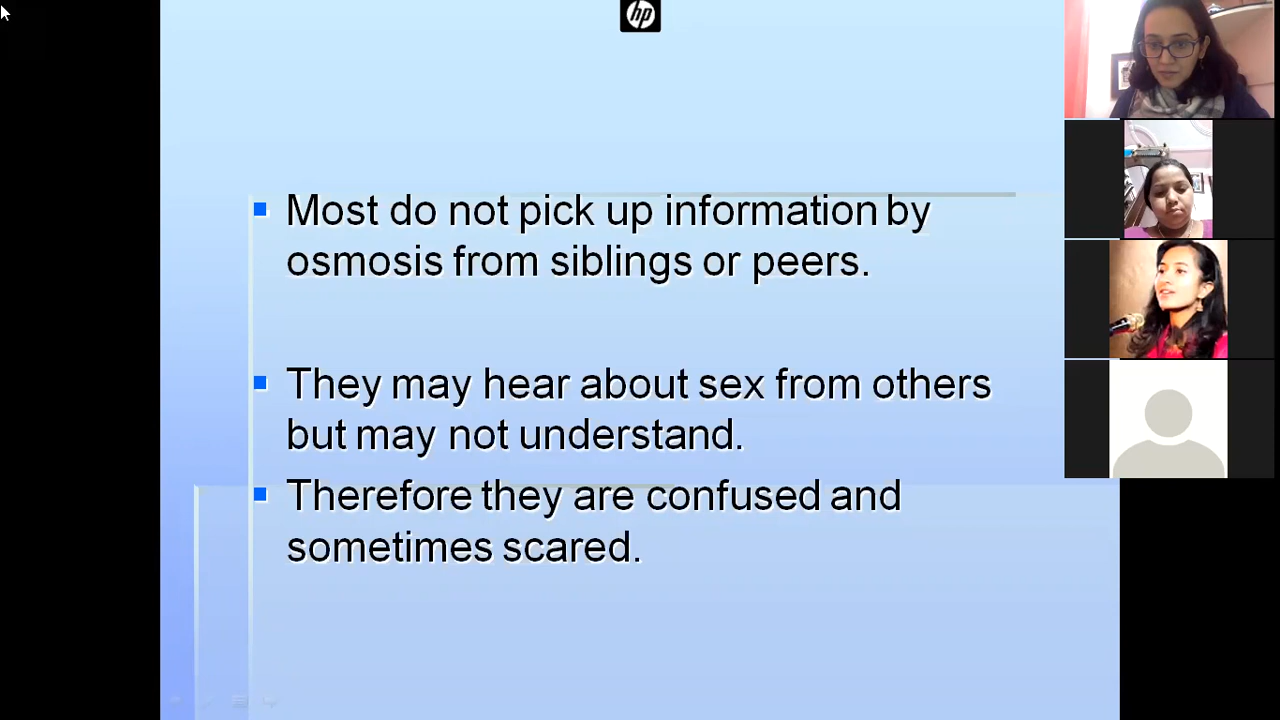 hp
Most do not pick up information by
osmosis from siblings or peers.
They may hear about sex from others
but may not understand.
Therefore they are confused and
sometimes scared.